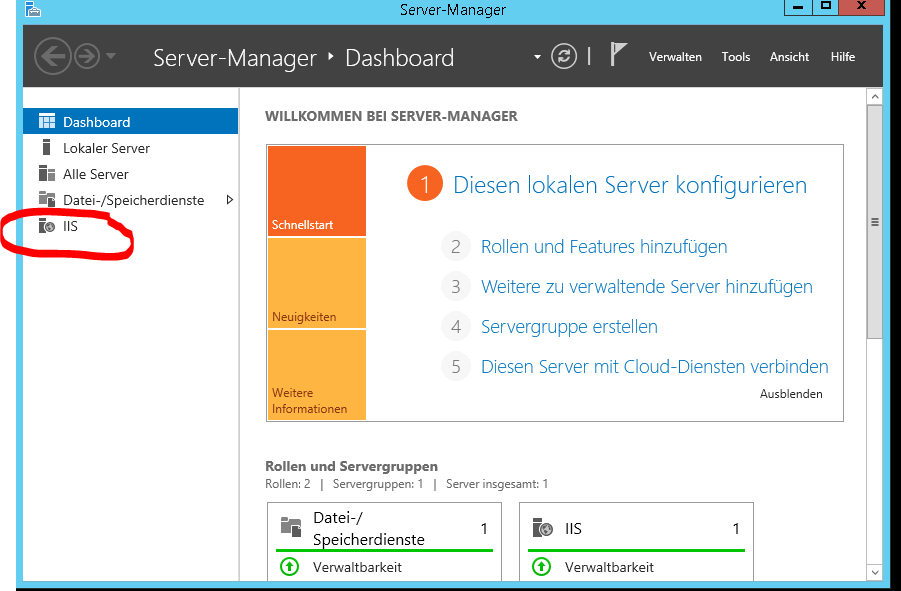 Server-Manager
Server-Manager ‣ Dashboard
Verwalten Tools Ansicht Hilfe
Dashboard
Lokaler Server
Alle Server
Datei-/Speicherdienste
IIS
WILLKOMMEN BEI SERVER-MANAGER
Schnellstart
Neuigkeiten
Weitere
Informationen
1 Diesen lokalen Server konfigurieren
2 Rollen und Features hinzufügen
3 Weitere zu verwaltende Server hinzufügen
4 Servergruppe erstellen
5 Diesen Server mit Cloud-Diensten verbinden
Ausblenden
Rollen und Servergruppen
Rollen: 2 | Servergruppen: 1 | Server insgesamt: 1
Datei-/
Speicherdienste 1
Verwaltbarkeit
IIS 1
Verwaltbarkeit